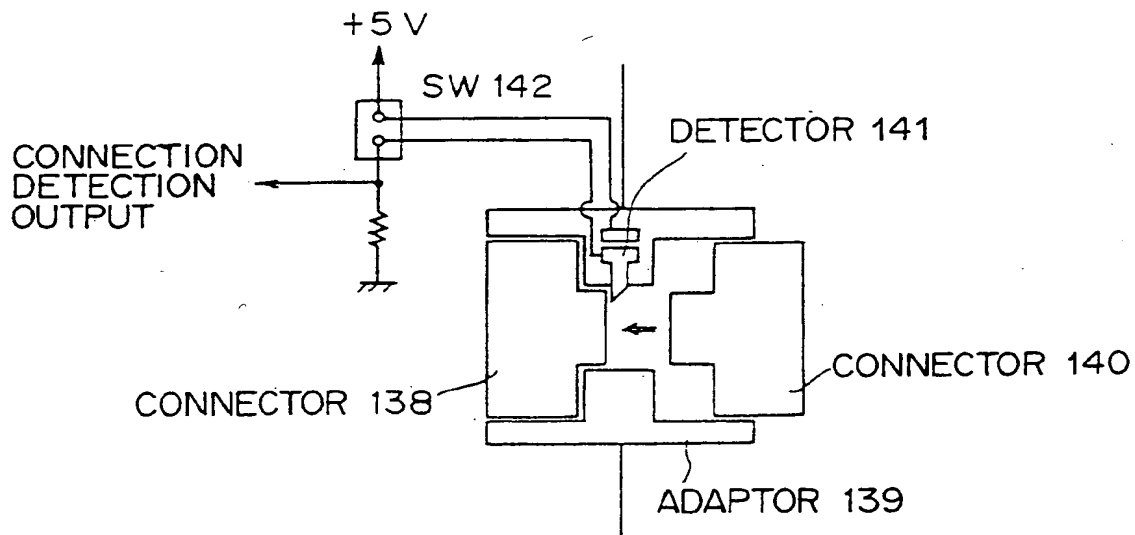 +5 V
SW 142
DETECTOR 141
CONNECTION
DETECTION
OUTPUT
CONNECTOR 140
CONNECTOR 138
ADAPTOR 139